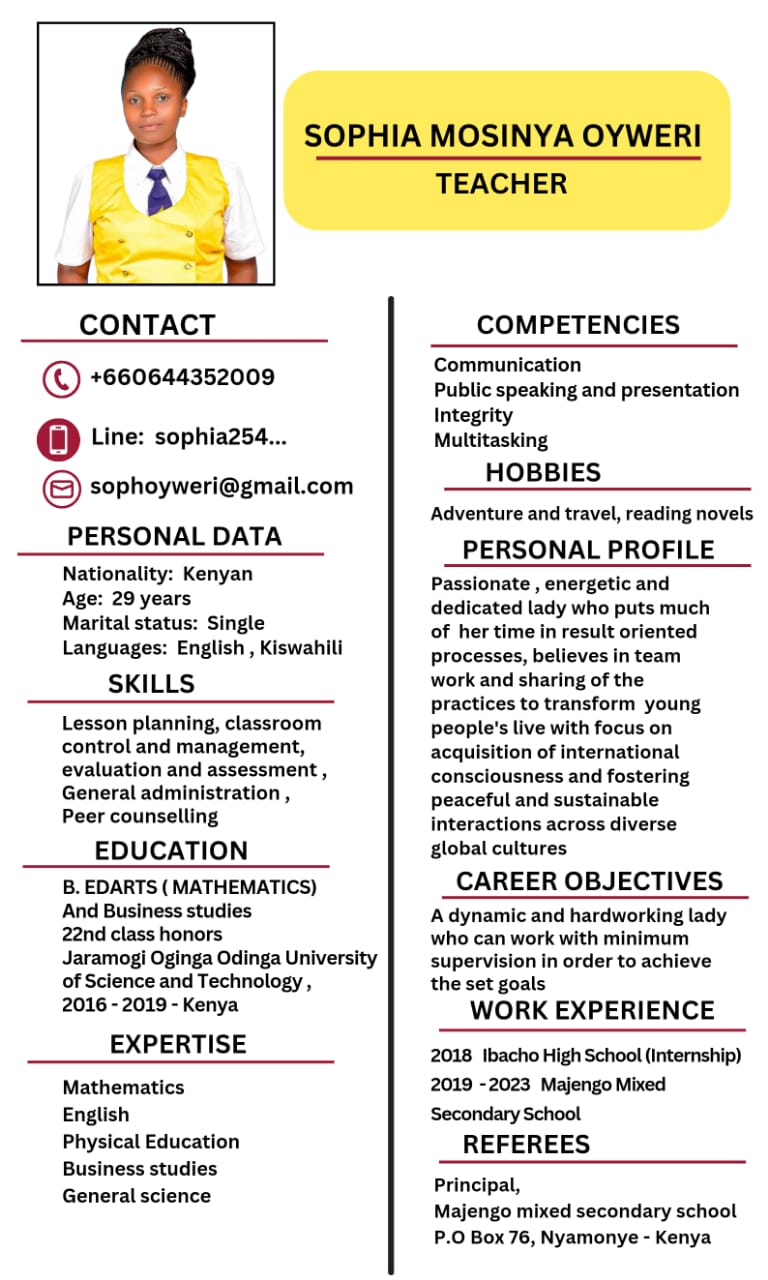 SOPHIA MOSINYA OYWERI
TEACHER
CONTACT
+660644352009
Line: sophia254...
sophoyweri@gmail.com
PERSONAL DATA
Nationality: Kenyan
Age: 29 years
Marital status: Single
Languages: English , Kiswahili
SKILLS
Lesson planning, classroom
control and management,
evaluation and assessment ,
General administration ,
Peer counselling
EDUCATION
B. EDARTS ( MATHEMATICS)
And Business studies
22nd class honors
Jaramogi Oginga Odinga University
of Science and Technology ,
2016 - 2019 - Kenya
EXPERTISE
Mathematics
English
Physical Education
Business studies
General science
COMPETENCIES
Communication
Public speaking and presentation
Integrity
Multitasking
HOBBIES
Adventure and travel, reading novels
PERSONAL PROFILE
Passionate , energetic and
dedicated lady who puts much
of her time in result oriented
processes, believes in team
work and sharing of the
practices to transform young
people's live with focus on
acquisition of international
consciousness and fostering
peaceful and sustainable
interactions across diverse
global cultures
CAREER OBJECTIVES
A dynamic and hardworking lady
who can work with minimum
supervision in order to achieve
the set goals
WORK EXPERIENCE
2018 Ibacho High School (Internship)
2019 - 2023 Majengo Mixed
Secondary School
REFEREES
Principal,
Majengo mixed secondary school
P.O Box 76, Nyamonye - Kenya